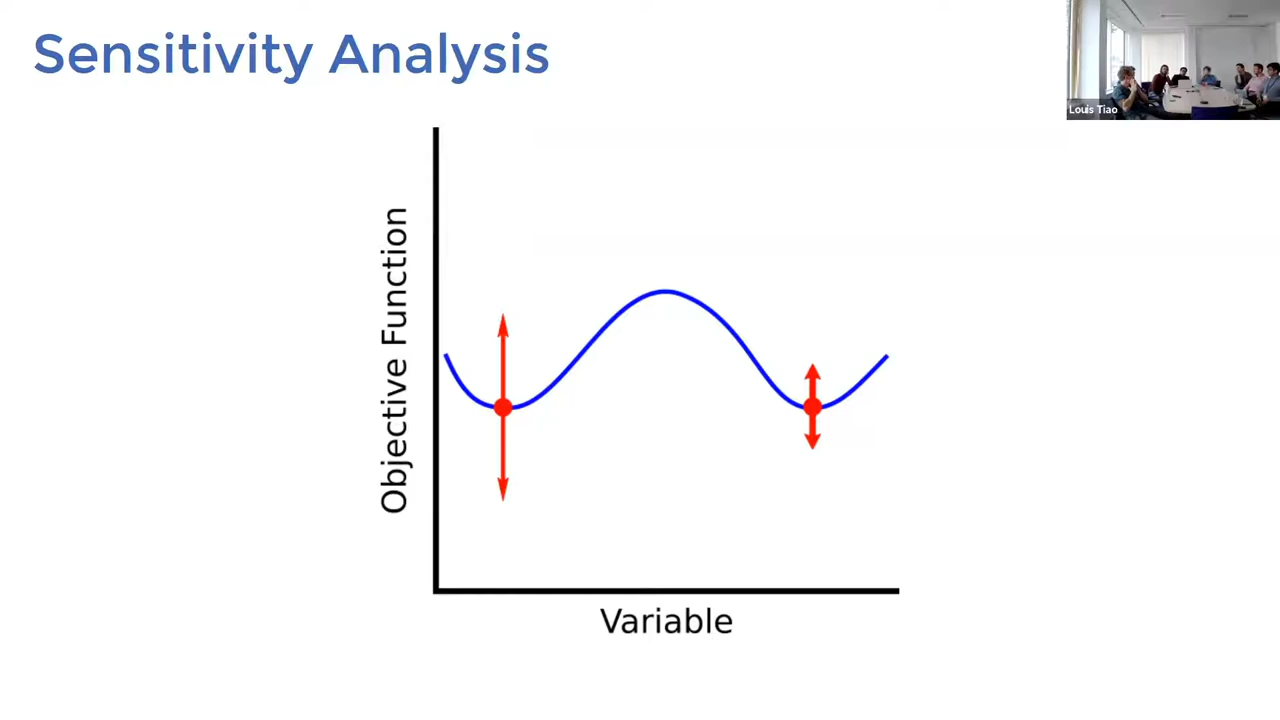 Sensitivity Analysis
Louis Tiao
Objective Function
Variable